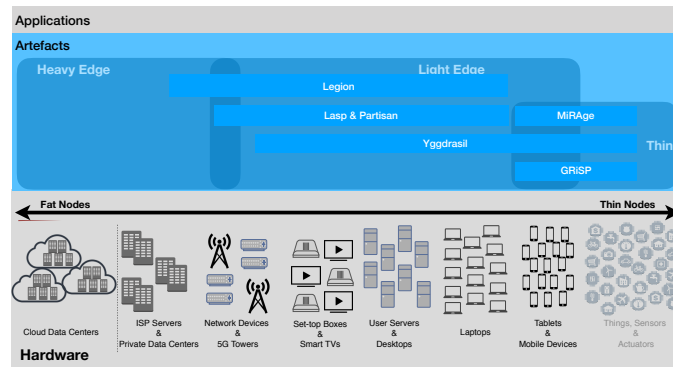 Applications
Artefacts
Heavy Edge
Light Edge
Legion
Lasp & Partisan
MiRAge
Yggdrasil
Thin
GRiSP
Fat Nodes
Thin Nodes
Cloud Data Centers
ISP Servers
&
Private Data Centers
Network Devices
&
5G Towers
Set-top Boxes
&
Smart TVs
User Servers
&
Desktops
Laptops
Tablets
&
Mobile Devices
Things, Sensors
&
Actuators
Hardware